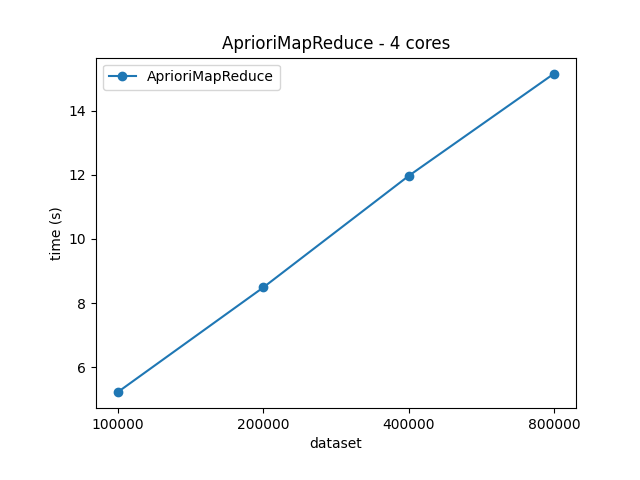 AprioriMapReduce - 4 cores
AprioriMapReduce
14
12
10
8
6
time (s)
100000 200000 400000 800000
dataset